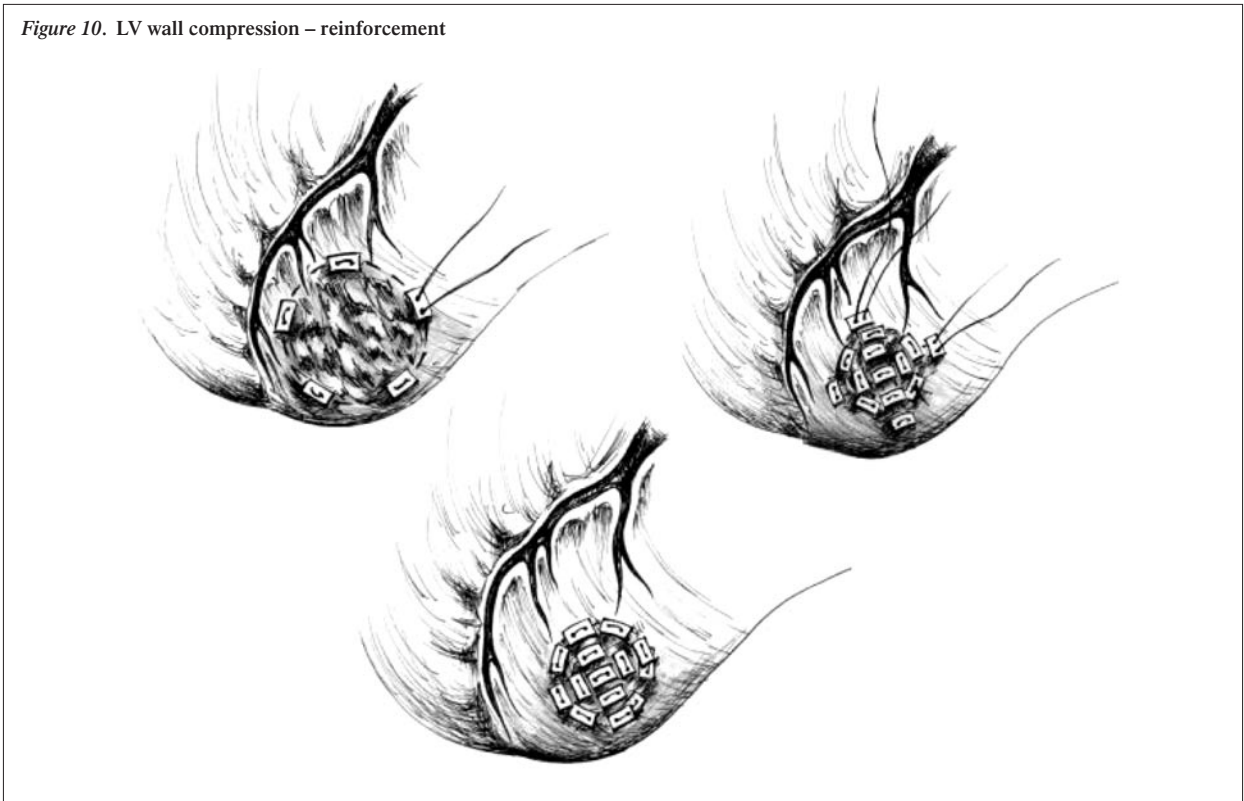 Figure 10. LV wall compression – reinforcement